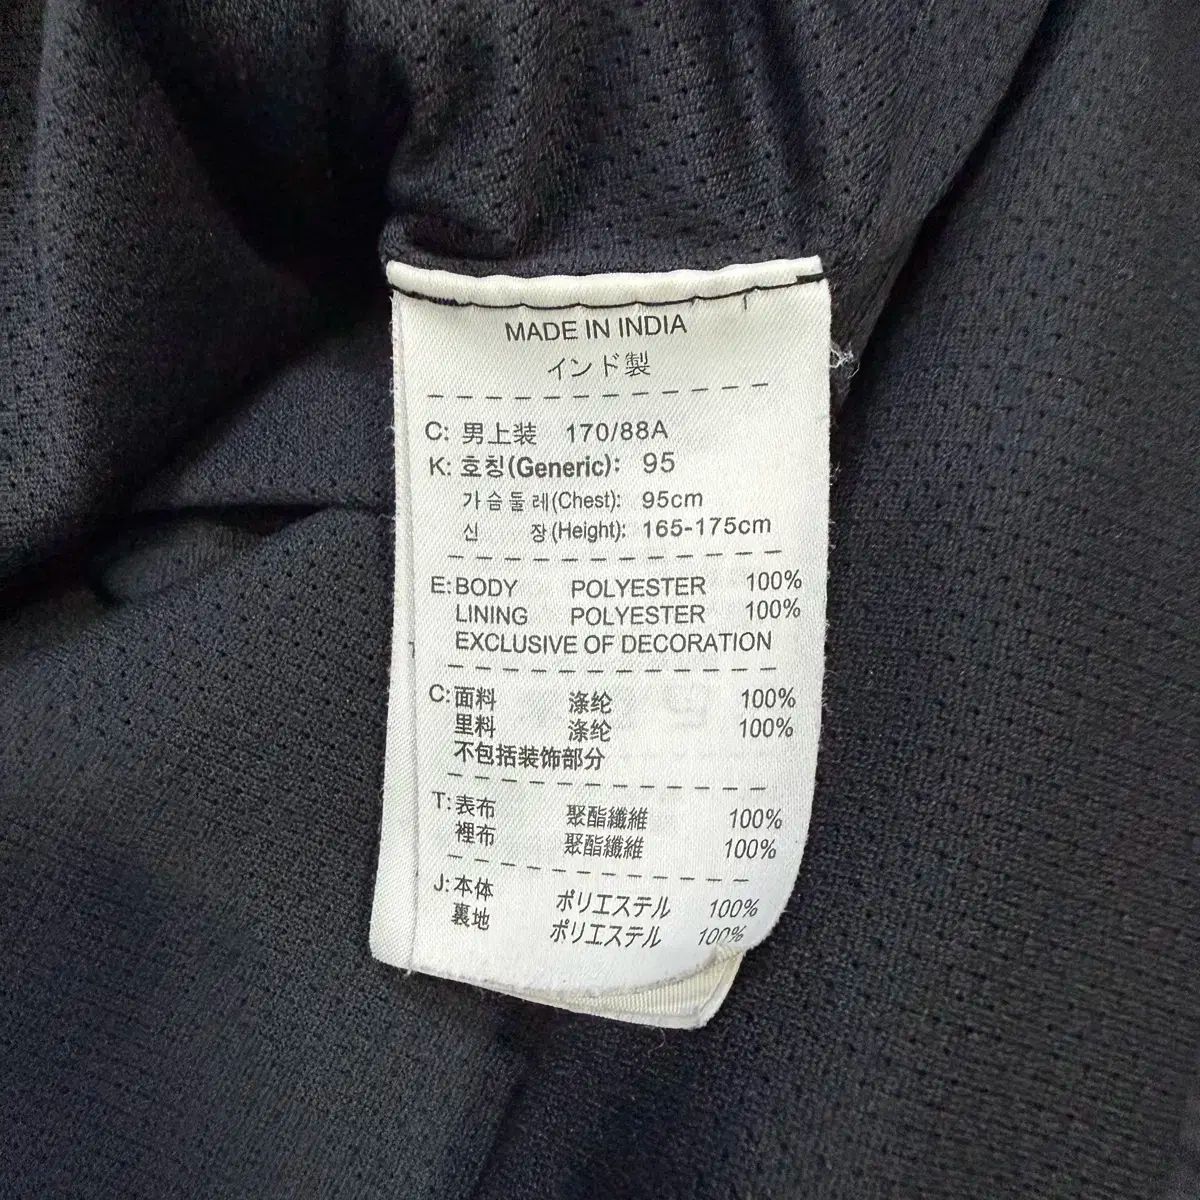 MADE IN INDIA
インド製
C: 男上装 170/88A
K: 호칭(Generic): 95
가슴둘레(Chest): 95cm
신 장(Height): 165-175cm
E: BODY POLYESTER 100%
LINING POLYESTER 100%
EXCLUSIVE OF DECORATION
C: 面料 涤纶 100%
里料 涤纶 100%
不包括装饰部分
T: 表布 聚酯纖維 100%
裡布 聚酯纖維 100%
J: 本体 ポリエステル 100%
裏地 ポリエステル 100%